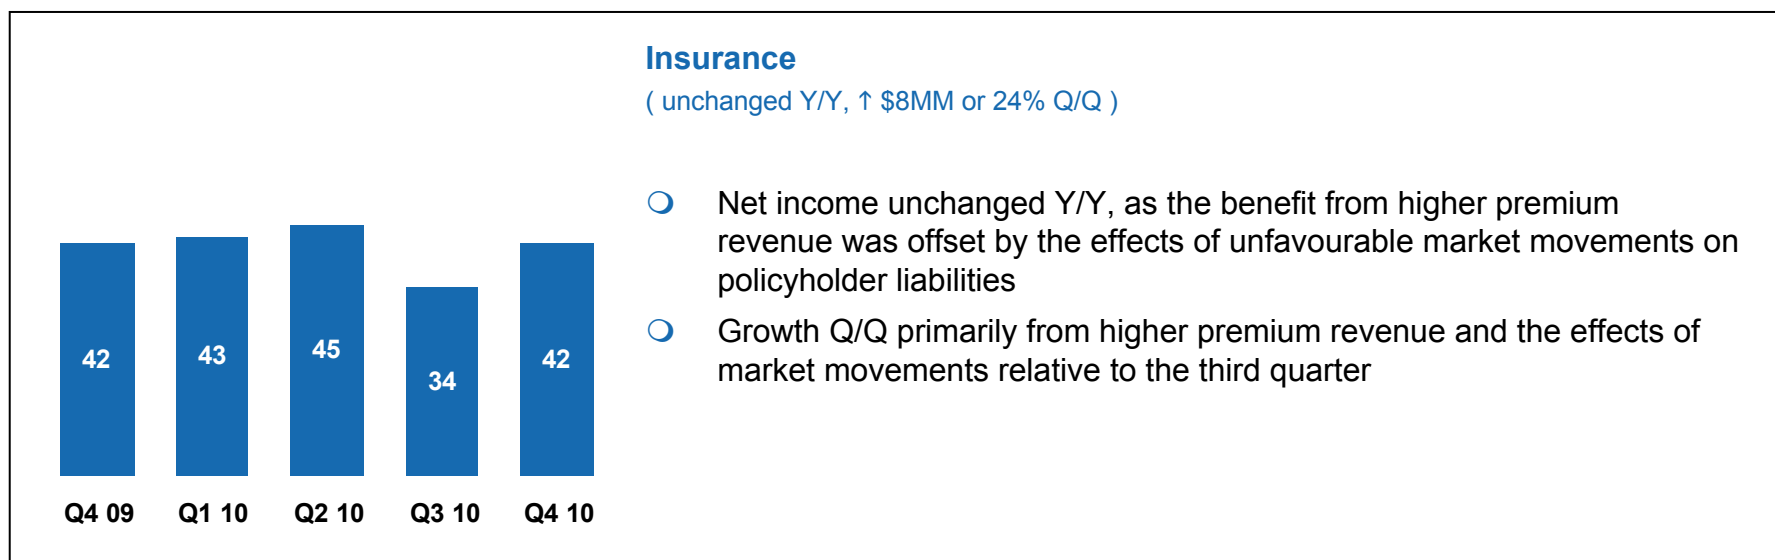 Insurance
( unchanged Y/Y, ↑ $8MM or 24% Q/Q )
Net income unchanged Y/Y, as the benefit from higher premium
revenue was offset by the effects of unfavourable market movements on
policyholder liabilities
Growth Q/Q primarily from higher premium revenue and the effects of
market movements relative to the third quarter
42 43 45 34 42
Q4 09 Q1 10 Q2 10 Q3 10 Q4 10